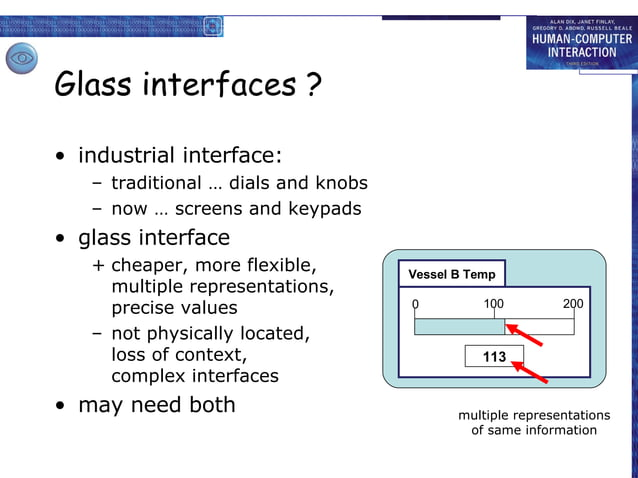 ALAN DIX, JANET FINLAY,
GREGORY D. ABOWD, RUSSELL BEALE
HUMAN-COMPUTER
INTERACTION
THIRD EDITION
Glass interfaces ?
• industrial interface:
– traditional … dials and knobs
– now … screens and keypads
• glass interface
+ cheaper, more flexible,
multiple representations,
precise values
– not physically located,
loss of context,
complex interfaces
• may need both
Vessel B Temp
0 100 200
113
multiple representations
of same information